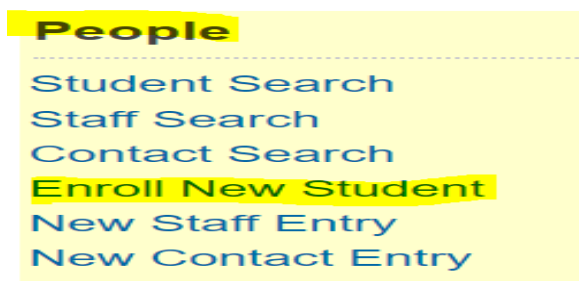 People
Student Search
Staff Search
Contact Search
Enroll New Student
New Staff Entry
New Contact Entry